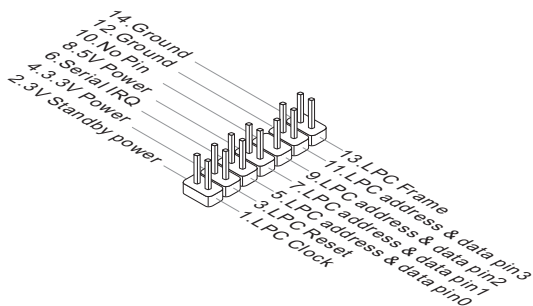 14.Ground
12.Ground
10.No Pin
8.5V Power
6.Serial IRQ
4.3.3V Power
2.3V Standby power
13.LPC Frame
11.LPC address & data pin3
9.LPC address & data pin2
7.LPC address & data pin1
5.LPC address & data pin0
3.LPC Reset
1.LPC Clock